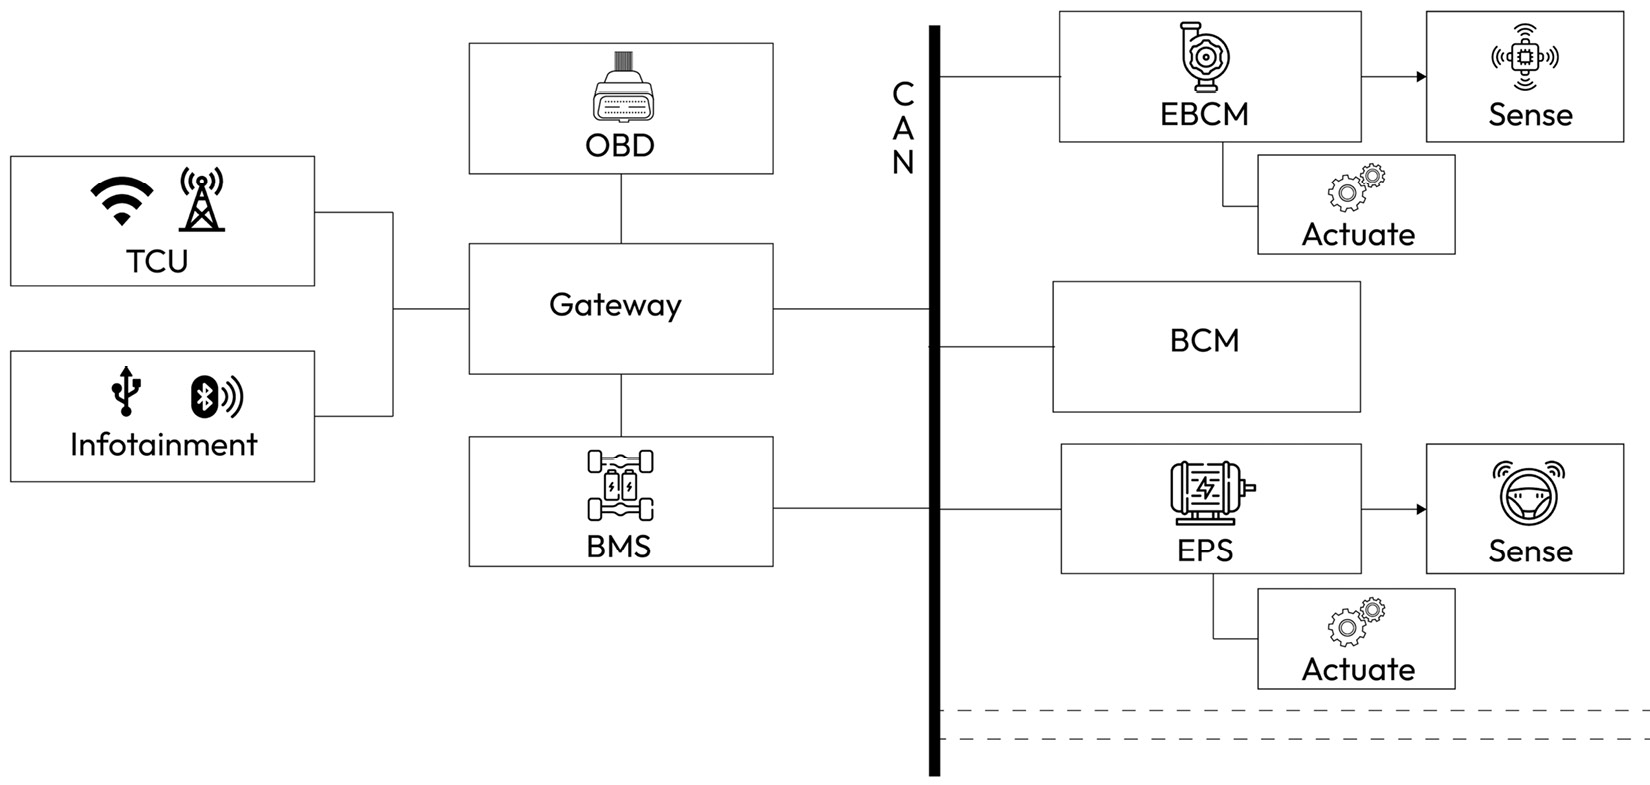 TCU
Infotainment
OBD
Gateway
BMS
C
A
N
EBCM
Sense
Actuate
BCM
EPS
Sense
Actuate